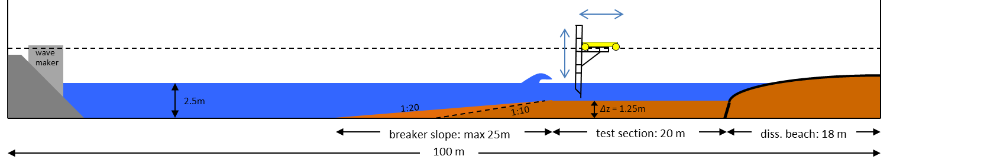 wave
maker
2.5m
1:20
1:10
Δz = 1.25m
breaker slope: max 25m
test section: 20 m
diss. beach: 18 m
100 m